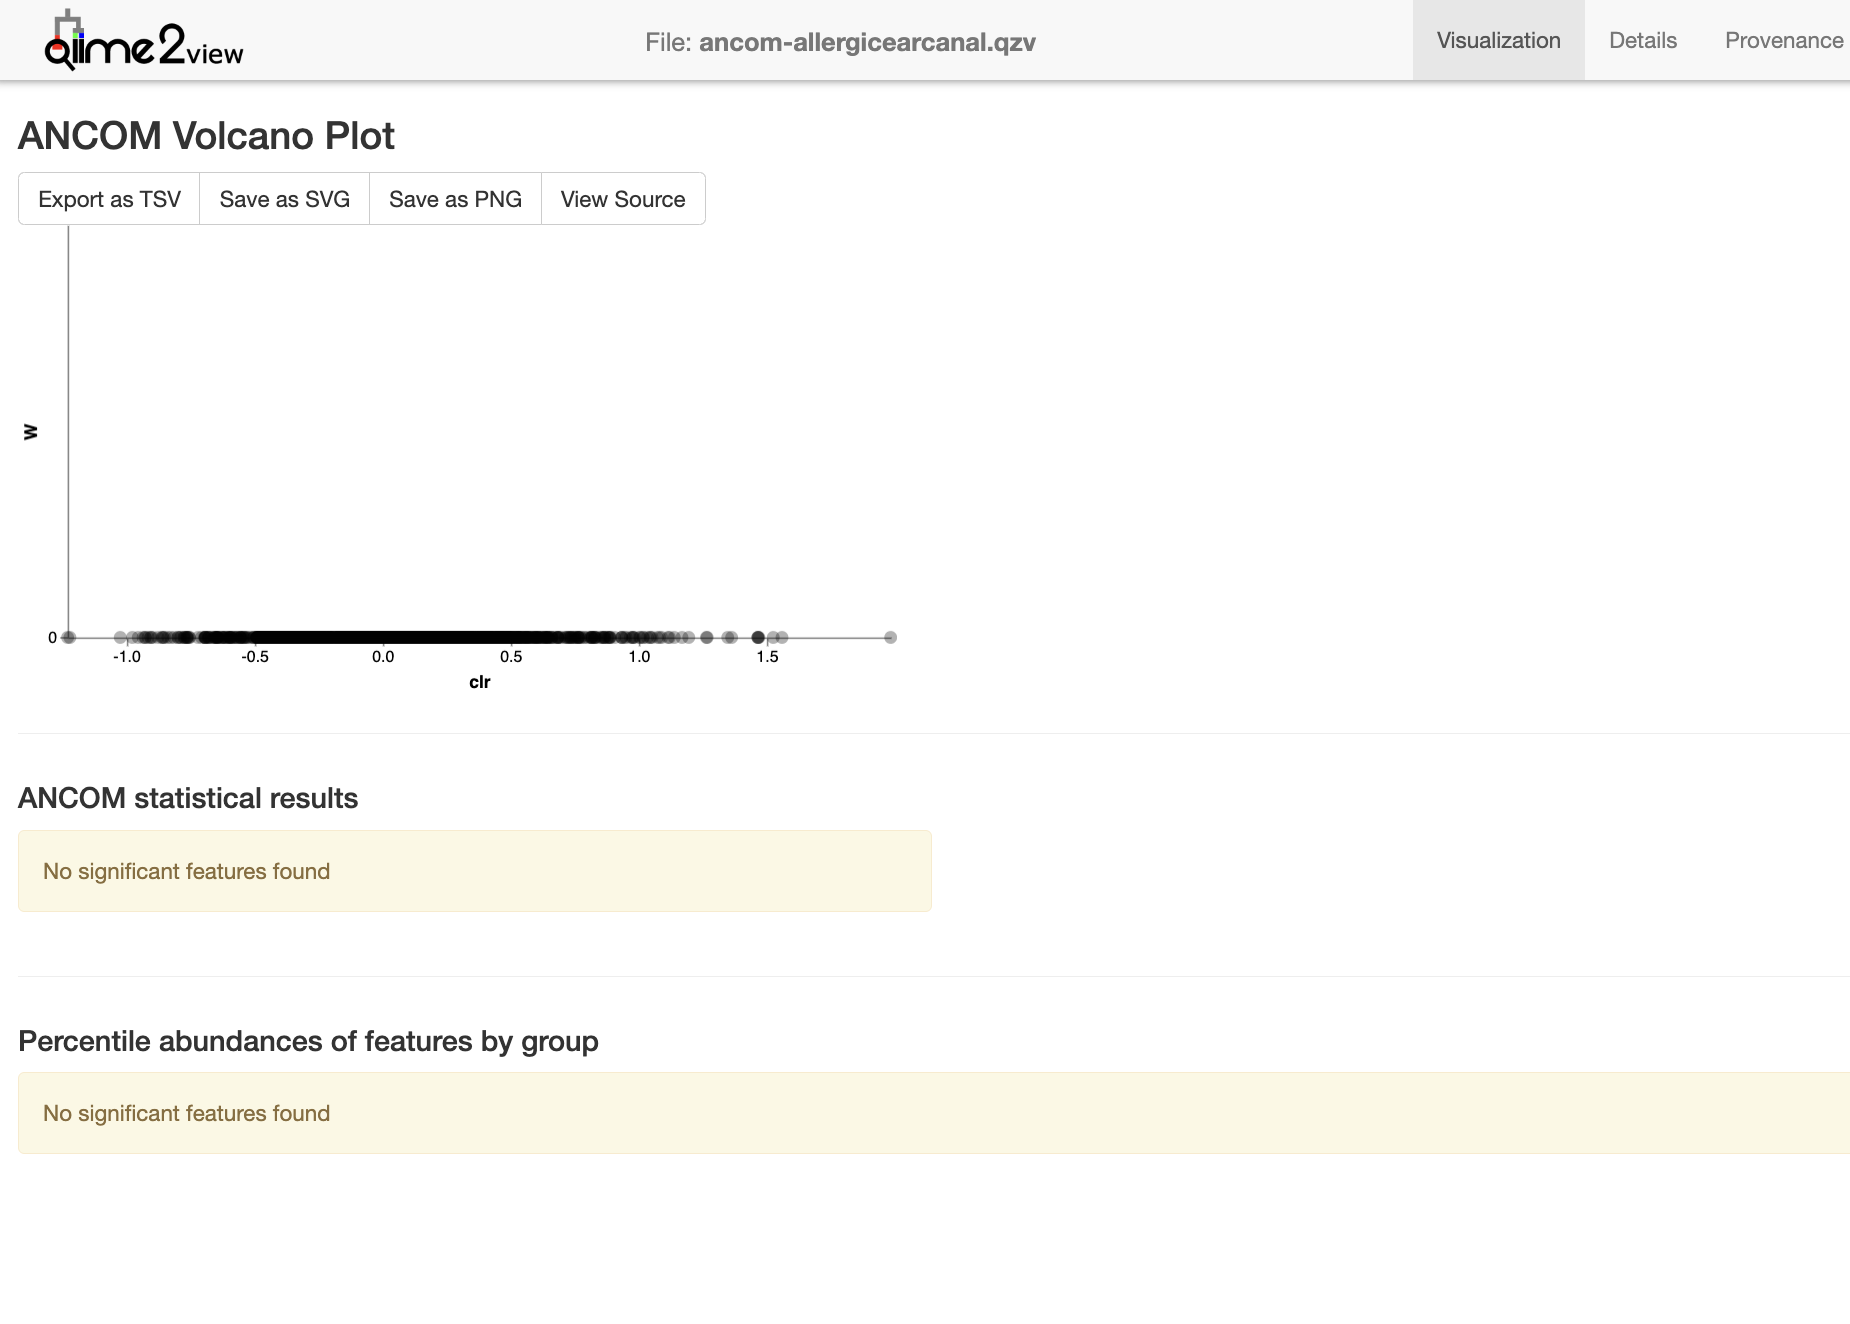 qiime2view
File: ancom-allergicearcanal.qzv
Visualization
Details
Provenance
ANCOM Volcano Plot
Export as TSV
Save as SVG
Save as PNG
View Source
W
0
-1.0 -0.5 0.0 0.5 1.0 1.5
clr
ANCOM statistical results
No significant features found
Percentile abundances of features by group
No significant features found